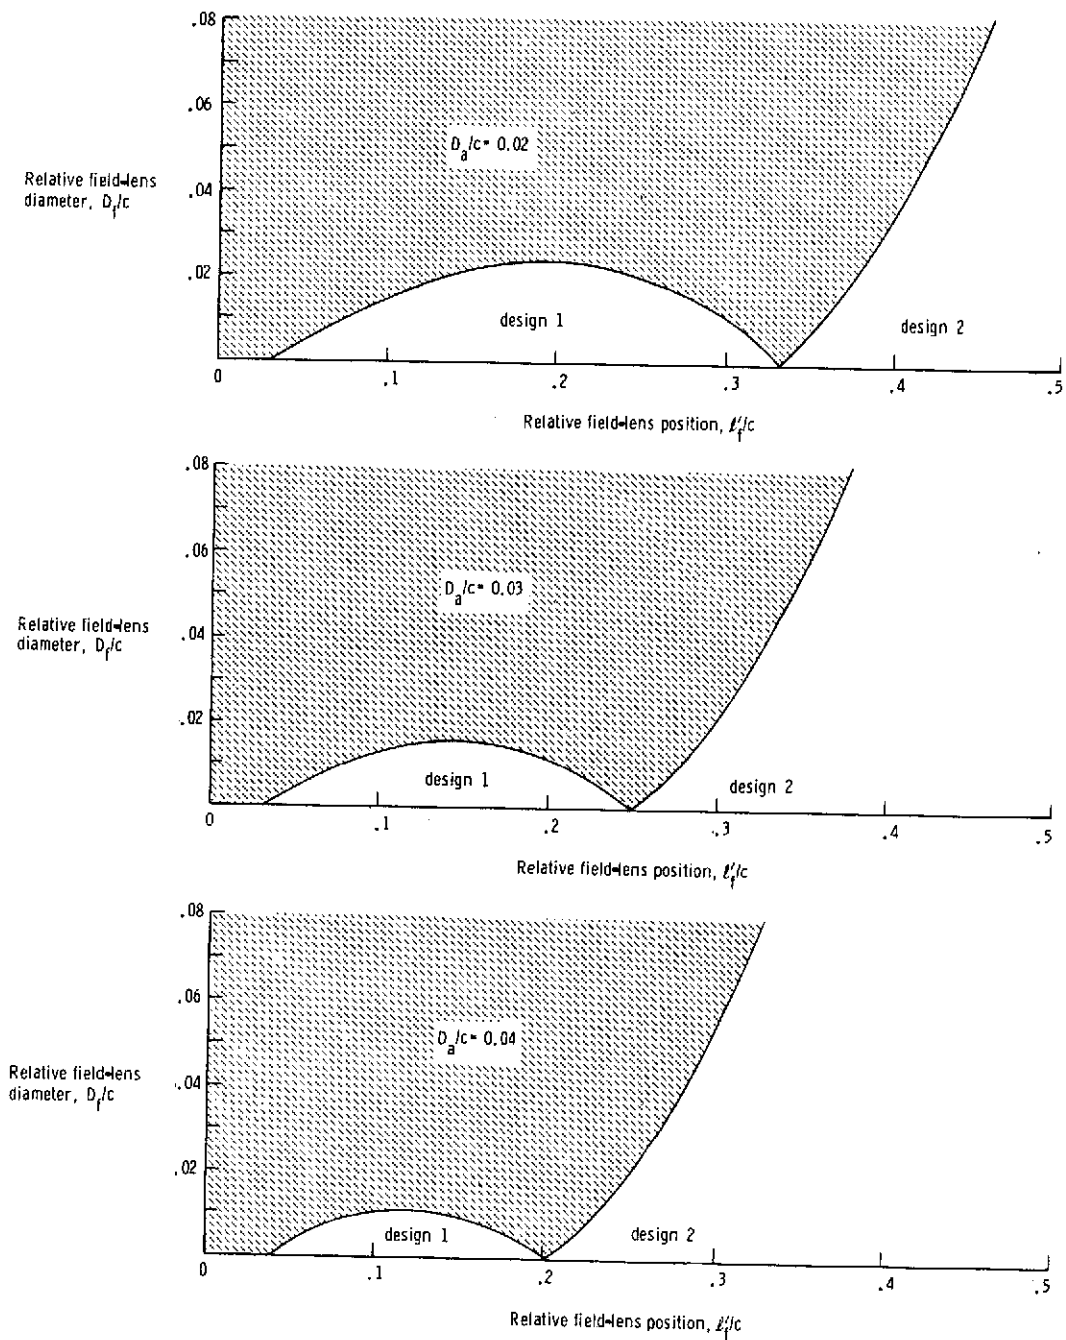 .08
.06
.04
.02
Relative field-lens
diameter, D_f/c
D_a/c = 0.02
design 1
design 2
0 .1 .2 .3 .4 .5
Relative field-lens position, ℓ′_f/c
.08
.06
.04
.02
Relative field-lens
diameter, D_f/c
D_a/c = 0.03
design 1
design 2
0 .1 .2 .3 .4 .5
Relative field-lens position, ℓ′_f/c
.08
.06
.04
.02
Relative field-lens
diameter, D_f/c
D_a/c = 0.04
design 1
design 2
0 .1 .2 .3 .4 .5
Relative field-lens position, ℓ′_f/c